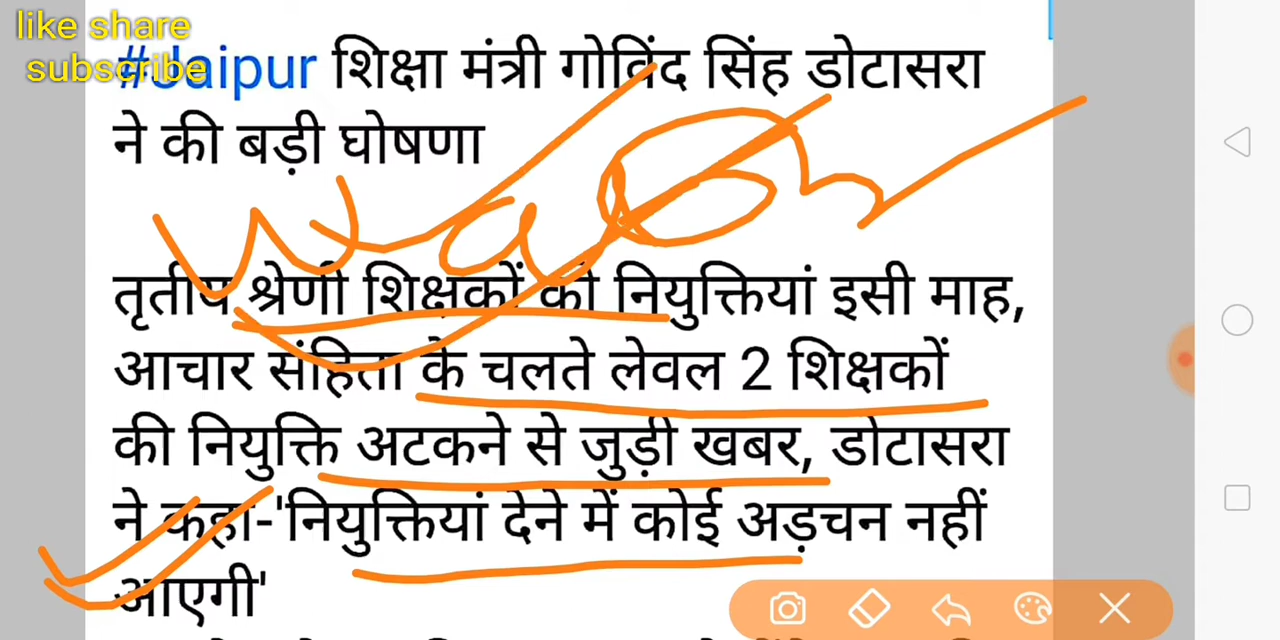 like share
subscribe
#Jaipur शिक्षा मंत्री गोविंद सिंह डोटासरा
ने की बड़ी घोषणा
तृतीय श्रेणी शिक्षकों की नियुक्तियां इसी माह,
आचार संहिता के चलते लेवल 2 शिक्षकों
की नियुक्ति अटकने से जुड़ी खबर, डोटासरा
ने कहा-'नियुक्तियां देने में कोई अड़चन नहीं
आएगी'